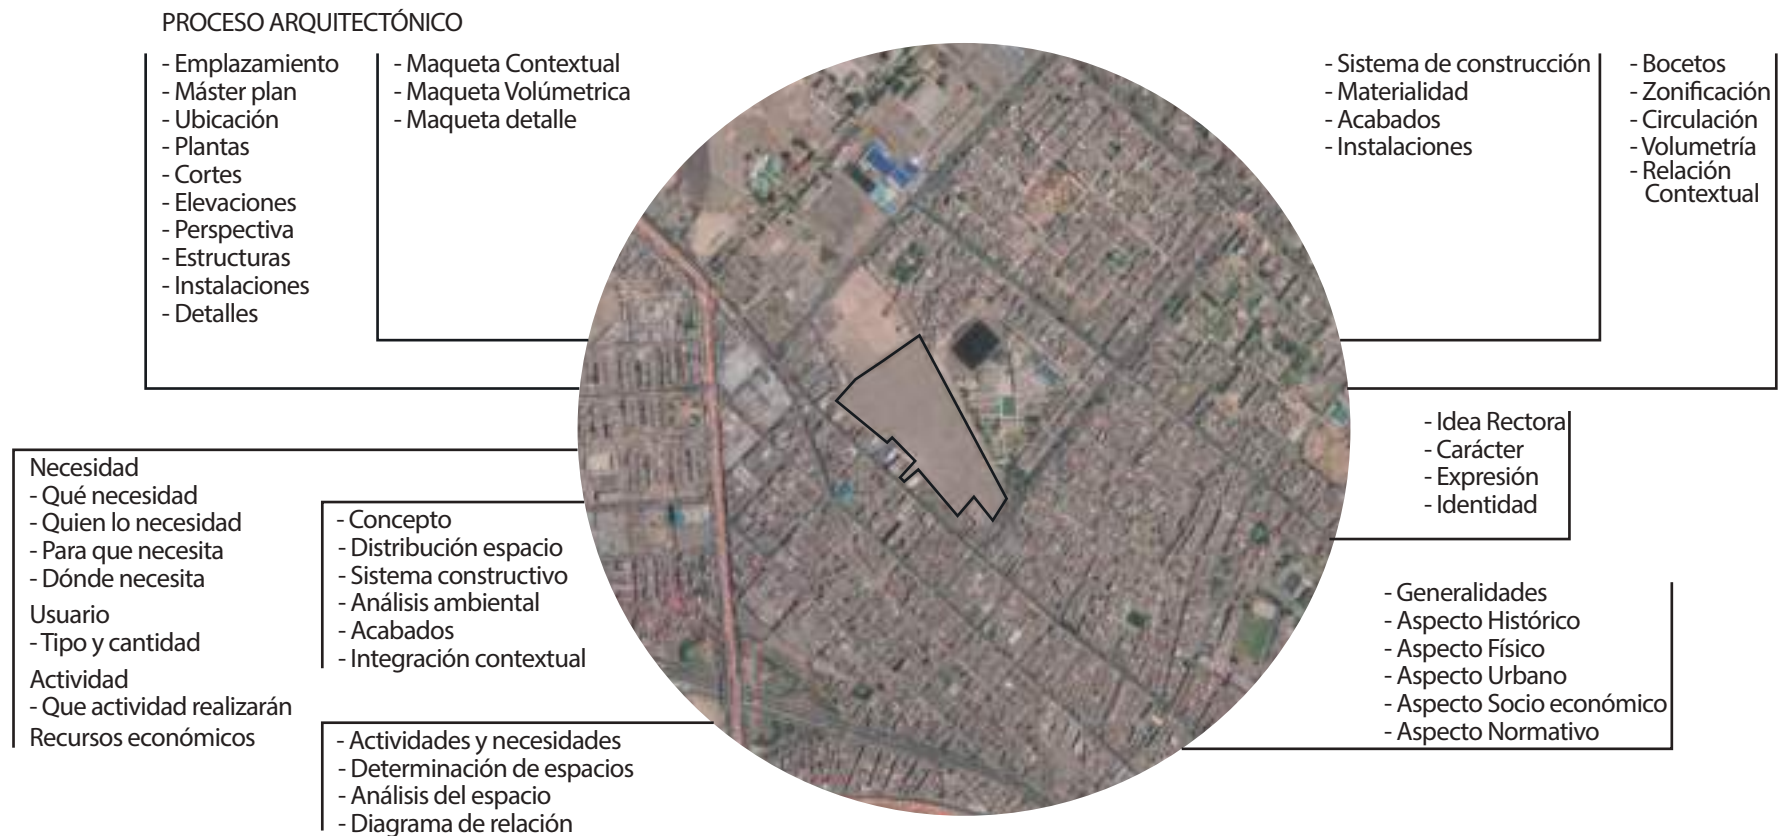 PROCESO ARQUITECTÓNICO
- Emplazamiento
- Máster plan
- Ubicación
- Plantas
- Cortes
- Elevaciones
- Perspectiva
- Estructuras
- Instalaciones
- Detalles
- Maqueta Contextual
- Maqueta Volúmetrica
- Maqueta detalle
- Sistema de construcción
- Materialidad
- Acabados
- Instalaciones
- Bocetos
- Zonificación
- Circulación
- Volumetría
- Relación
Contextual
Necesidad
- Qué necesidad
- Quien lo necesidad
- Para que necesita
- Dónde necesita
Usuario
- Tipo y cantidad
Actividad
- Que actividad realizarán
Recursos económicos
- Concepto
- Distribución espacio
- Sistema constructivo
- Análisis ambiental
- Acabados
- Integración contextual
- Actividades y necesidades
- Determinación de espacios
- Análisis del espacio
- Diagrama de relación
- Idea Rectora
- Carácter
- Expresión
- Identidad
- Generalidades
- Aspecto Histórico
- Aspecto Físico
- Aspecto Urbano
- Aspecto Socio económico
- Aspecto Normativo